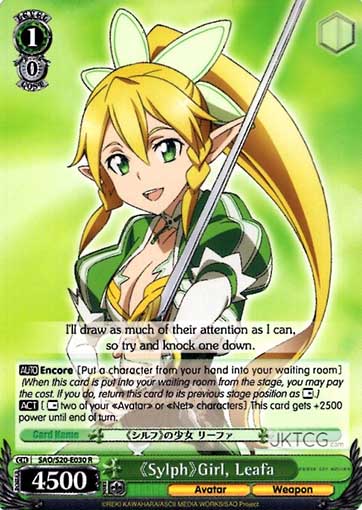 LEVEL
1
0
COST
I'll draw as much of their attention as I can,
so try and knock one down.
AUTO Encore [Put a character from your hand into your waiting room]
(When this card is put into your waiting room from the stage, you may pay
the cost. If you do, return this card to its previous stage position as [ ].)
ACT [ two of your «Avatar» or «Net» characters] This card gets +2500
power until end of turn.
Card Name
《シルフ》の少女 リーファ
JKTCG.com
CH
SAO/S20-E030 R
《Sylph》Girl, Leafa
POWER
4500
Avatar
Weapon
©REKI KAWAHARA/ASCII MEDIA WORKS/SAO Project